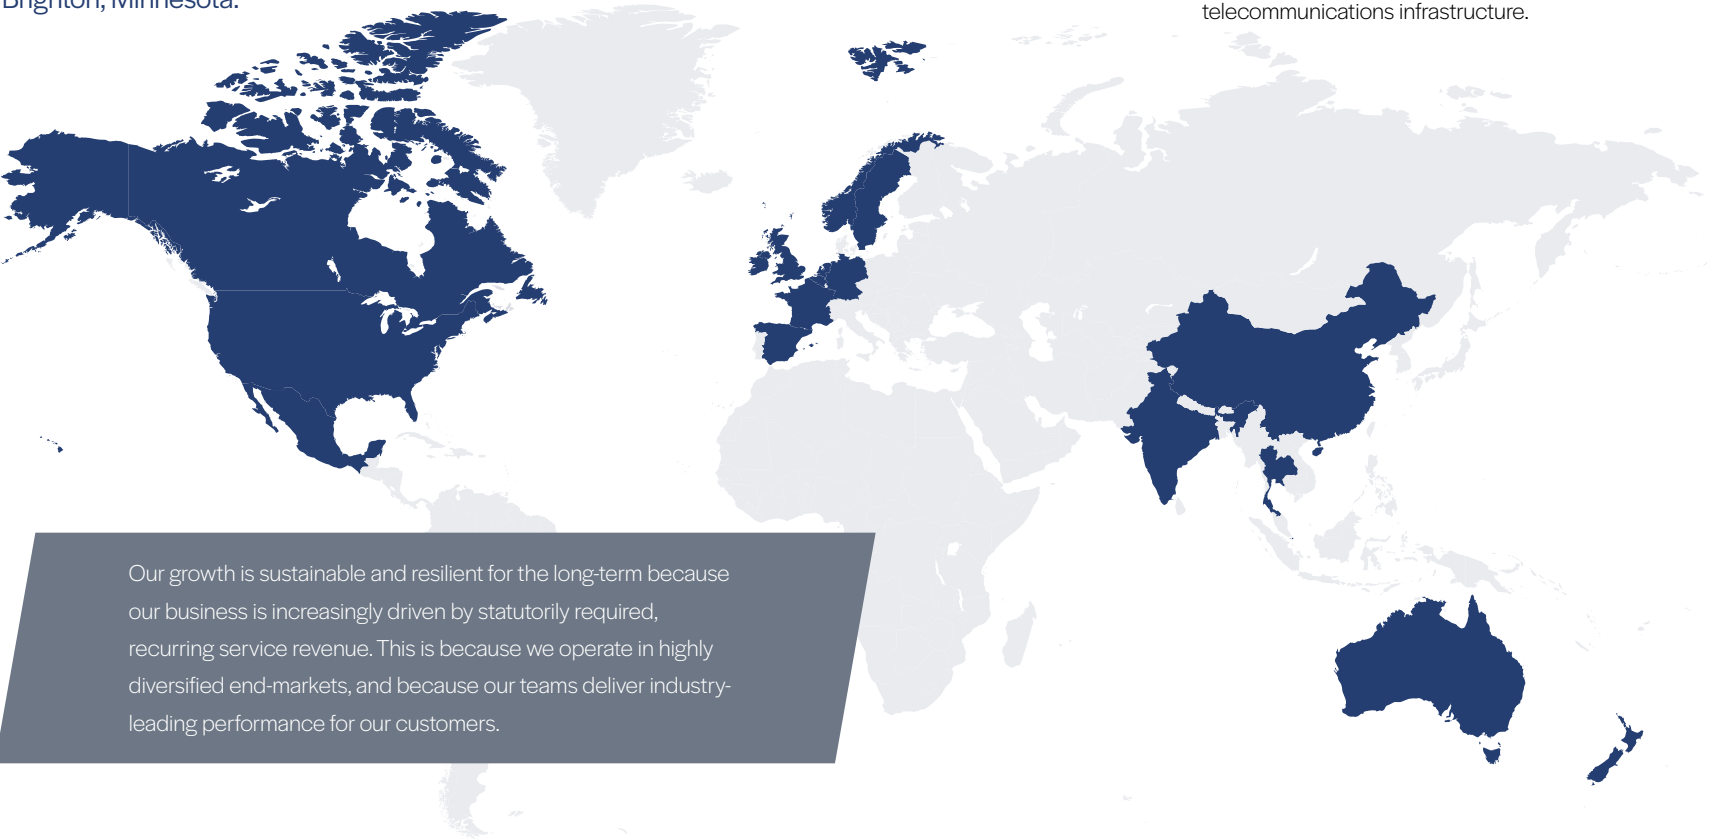 Brighton, Minnesota.
telecommunications infrastructure.
Our growth is sustainable and resilient for the long-term because
our business is increasingly driven by statutorily required,
recurring service revenue. This is because we operate in highly
diversified end-markets, and because our teams deliver industry-
leading performance for our customers.